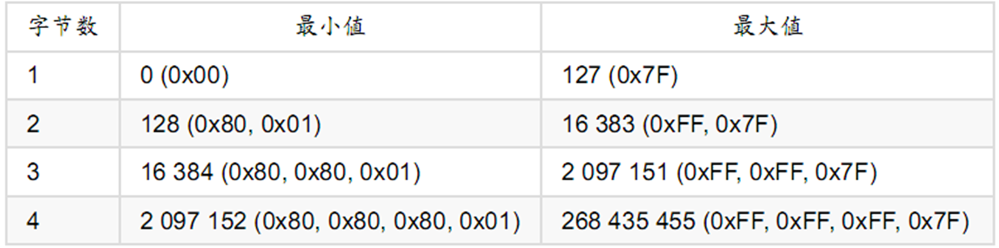 字节数 最小值 最大值
1 0 (0x00) 127 (0x7F)
2 128 (0x80, 0x01) 16 383 (0xFF, 0x7F)
3 16 384 (0x80, 0x80, 0x01) 2 097 151 (0xFF, 0xFF, 0x7F)
4 2 097 152 (0x80, 0x80, 0x80, 0x01) 268 435 455 (0xFF, 0xFF, 0xFF, 0x7F)